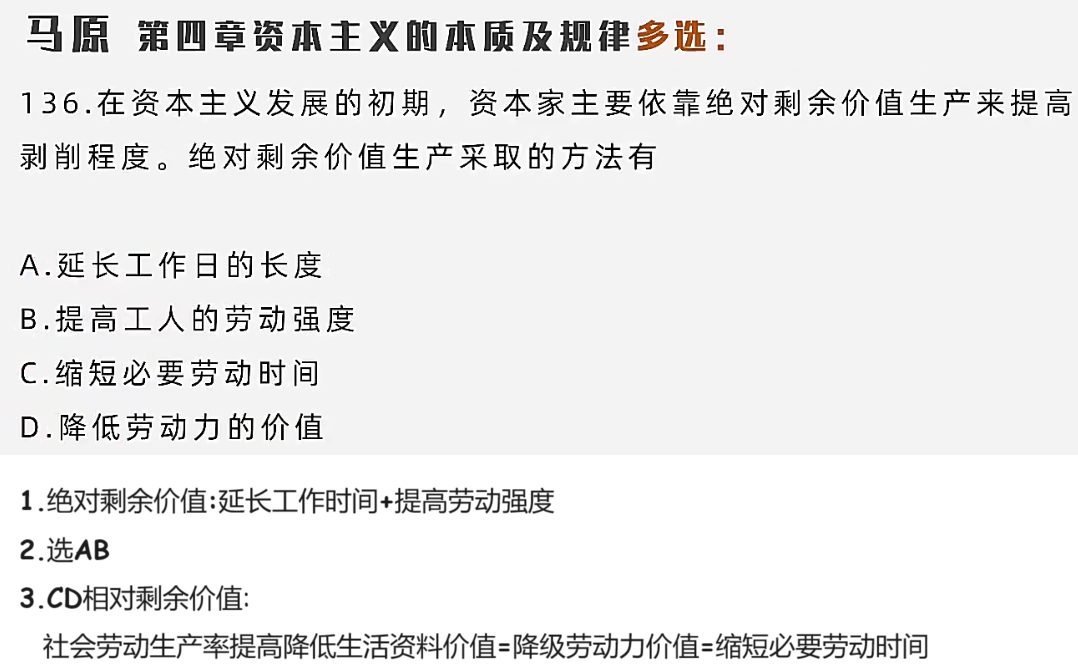 马原 第四章资本主义的本质及规律多选：
136.在资本主义发展的初期，资本家主要依靠绝对剩余价值生产来提高
剥削程度。绝对剩余价值生产采取的方法有
A.延长工作日的长度
B.提高工人的劳动强度
C.缩短必要劳动时间
D.降低劳动力的价值
1.绝对剩余价值:延长工作时间+提高劳动强度
2.选AB
3.CD相对剩余价值:
社会劳动生产率提高降低生活资料价值=降级劳动力价值=缩短必要劳动时间